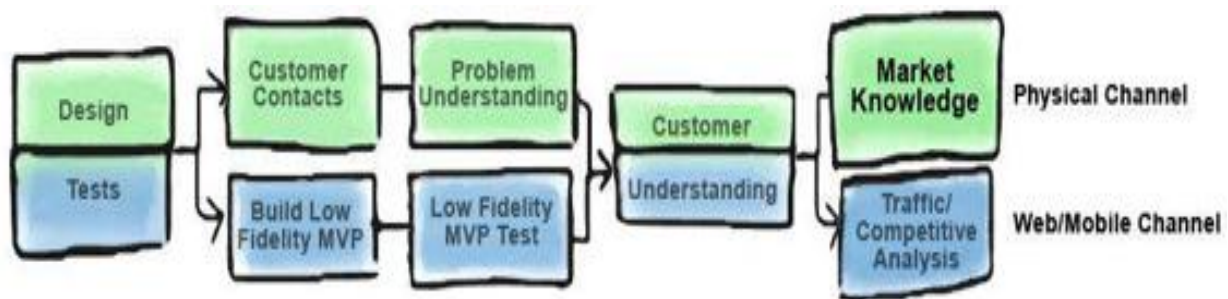 Design
Tests
Customer
Contacts
Problem
Understanding
Build Low
Fidelity MVP
Low Fidelity
MVP Test
Customer
Understanding
Market
Knowledge
Physical Channel
Traffic/
Competitive
Analysis
Web/Mobile Channel